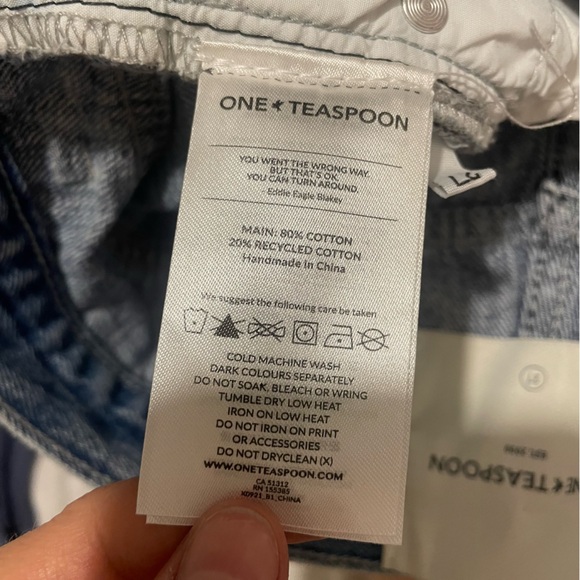 ONE★TEASPOON
YOU WENT THE WRONG WAY.
BUT THAT'S OK.
YOU CAN TURN AROUND.
Eddie Eagle Blakey
MAIN: 80% COTTON
20% RECYCLED COTTON
Handmade in China
We suggest the following care be taken
COLD MACHINE WASH
DARK COLOURS SEPARATELY
DO NOT SOAK, BLEACH OR WRING
TUMBLE DRY LOW HEAT
IRON ON LOW HEAT
DO NOT IRON ON PRINT
OR ACCESSORIES
DO NOT DRYCLEAN (X)
WWW.ONETEASPOON.COM
CA 51312
RN 155385
XD921_B1_CHINA
LG
NE★TEASPOON